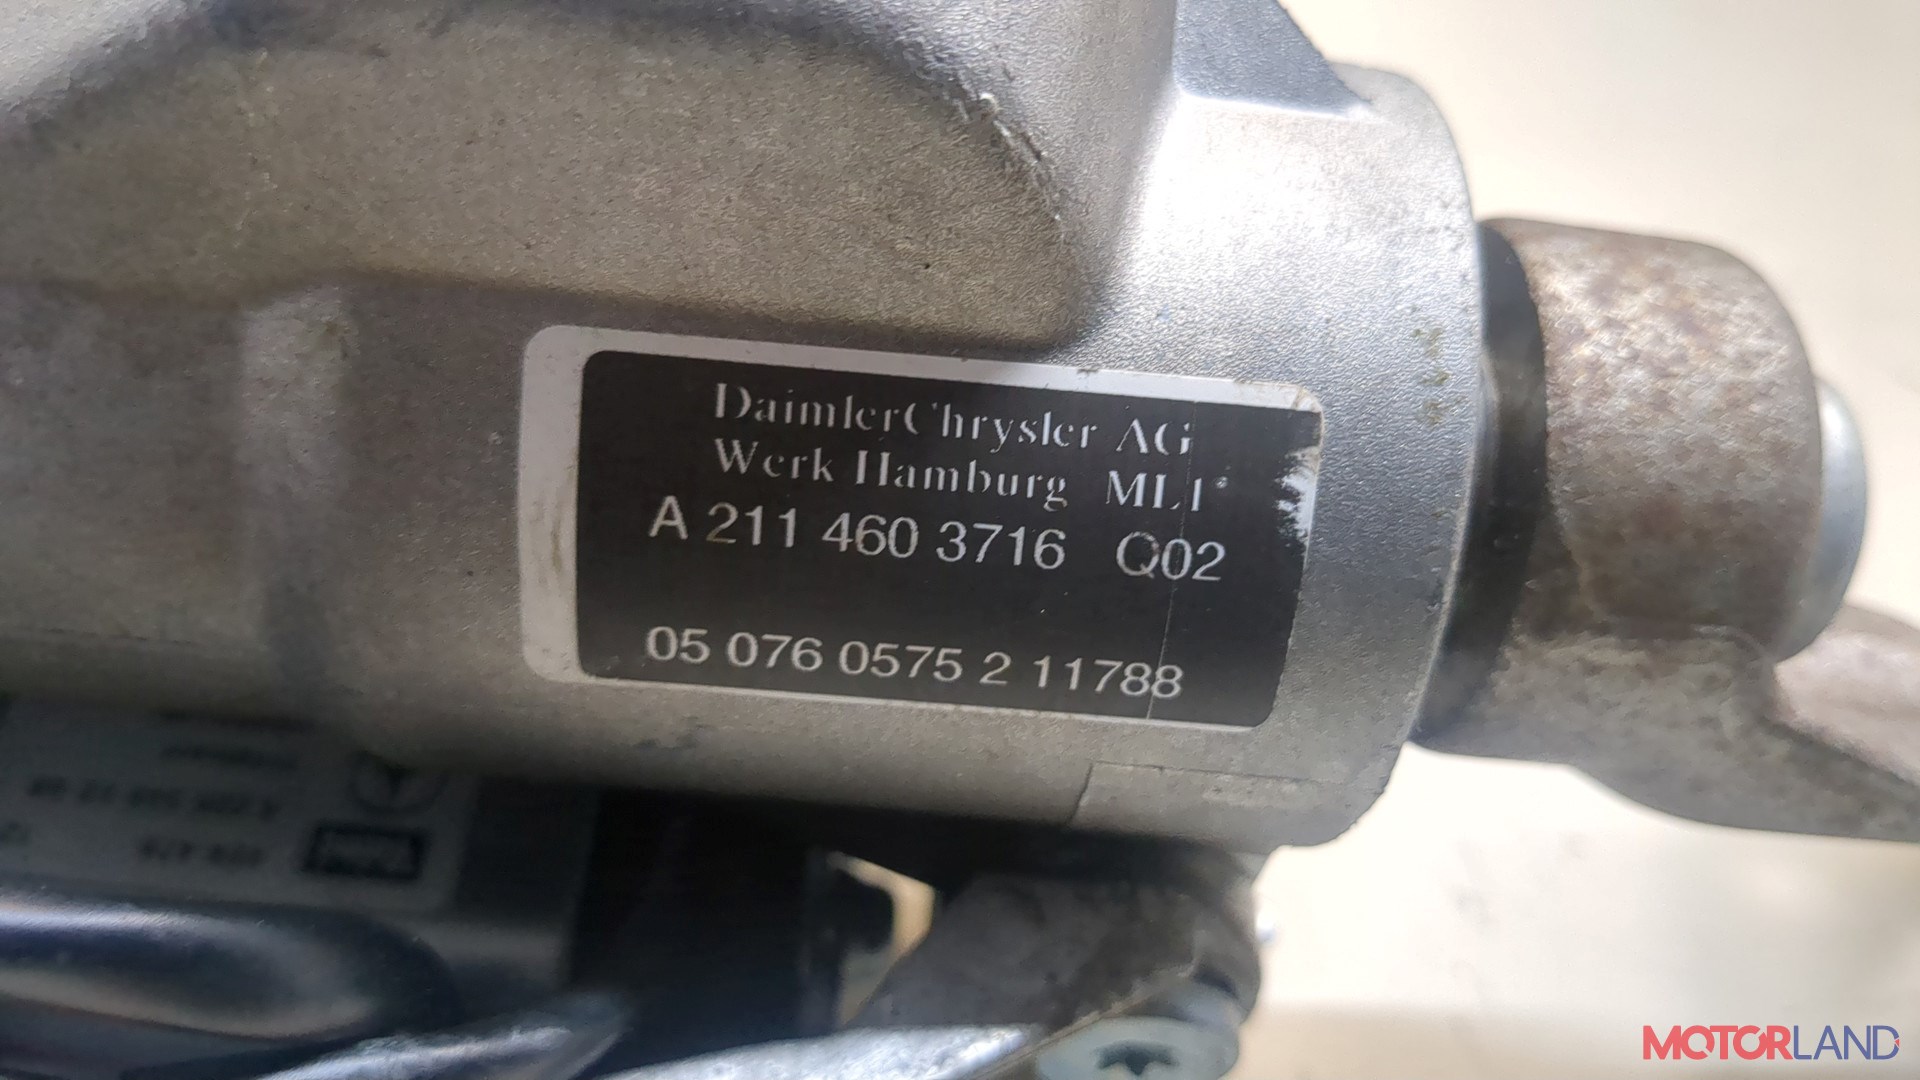 DaimlerChrysler AG
Werk Hamburg ML1
A 211 460 3716 Q02
05 076 0575 2 11788
MOTORLAND